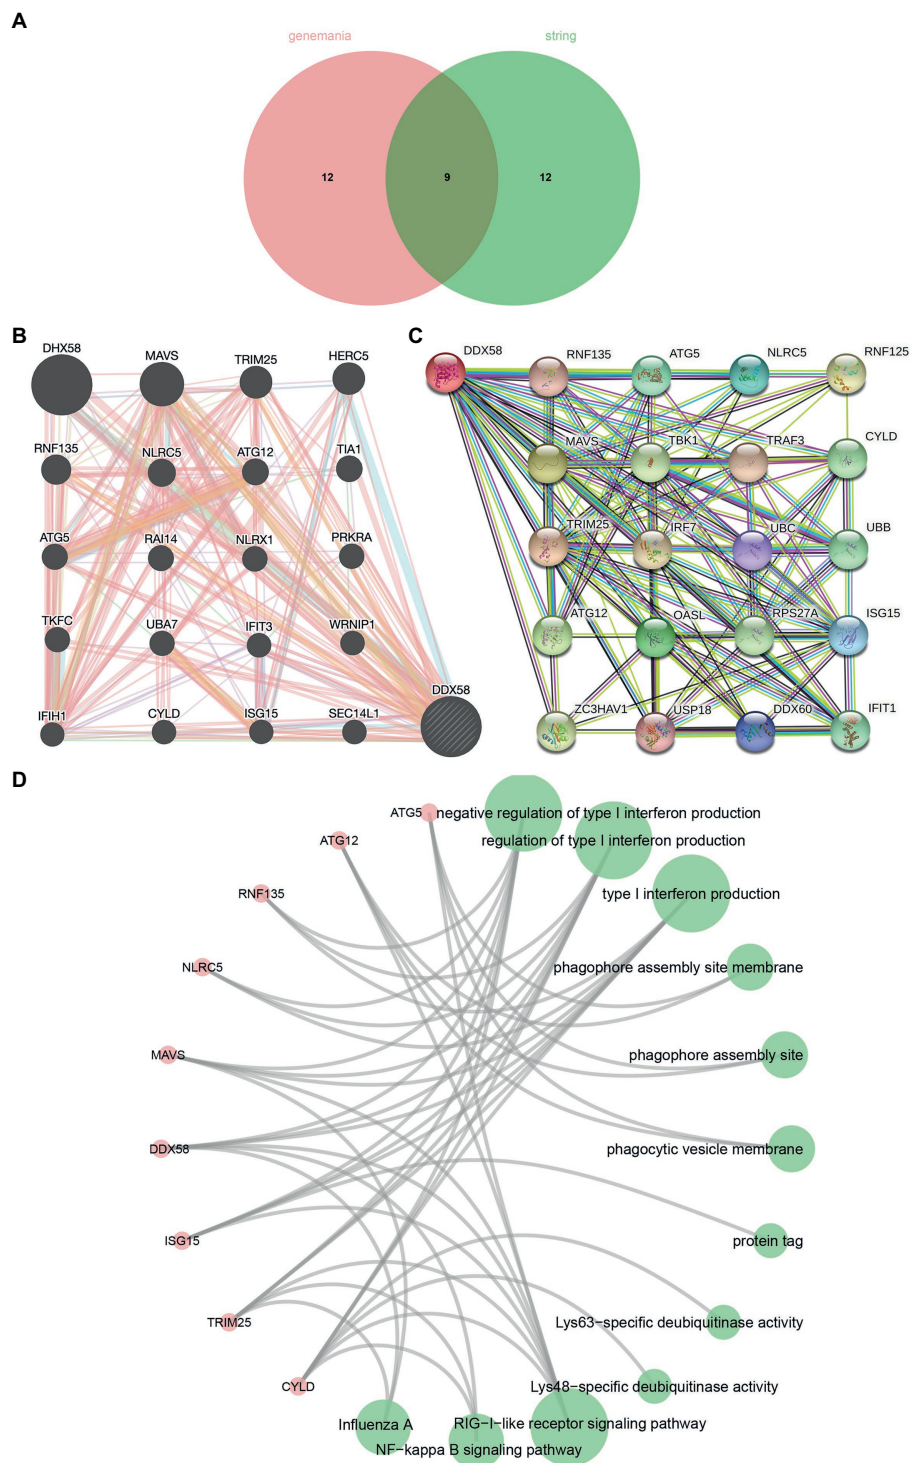 A
genemania
string
12
9
12
B
DHX58
MAVS
TRIM25
HERC5
RNF135
NLRC5
ATG12
TIA1
ATG5
RAI14
NLRX1
PRKRA
TKFC
UBA7
IFIT3
WRNIP1
IFIH1
CYLD
ISG15
SEC14L1
DDX58
C
DDX58
RNF135
ATG5
NLRC5
RNF125
MAVS
TBK1
TRAF3
CYLD
TRIM25
IRF7
UBC
UBB
ATG12
OASL
RPS27A
ISG15
ZC3HAV1
USP18
DDX60
IFIT1
D
ATG5
negative regulation of type I interferon production
ATG12
regulation of type I interferon production
RNF135
type I interferon production
NLRC5
phagophore assembly site membrane
MAVS
phagophore assembly site
DDX58
phagocytic vesicle membrane
ISG15
protein tag
TRIM25
Lys63−specific deubiquitinase activity
CYLD
Lys48−specific deubiquitinase activity
Influenza A
RIG−I−like receptor signaling pathway
NF−kappa B signaling pathway